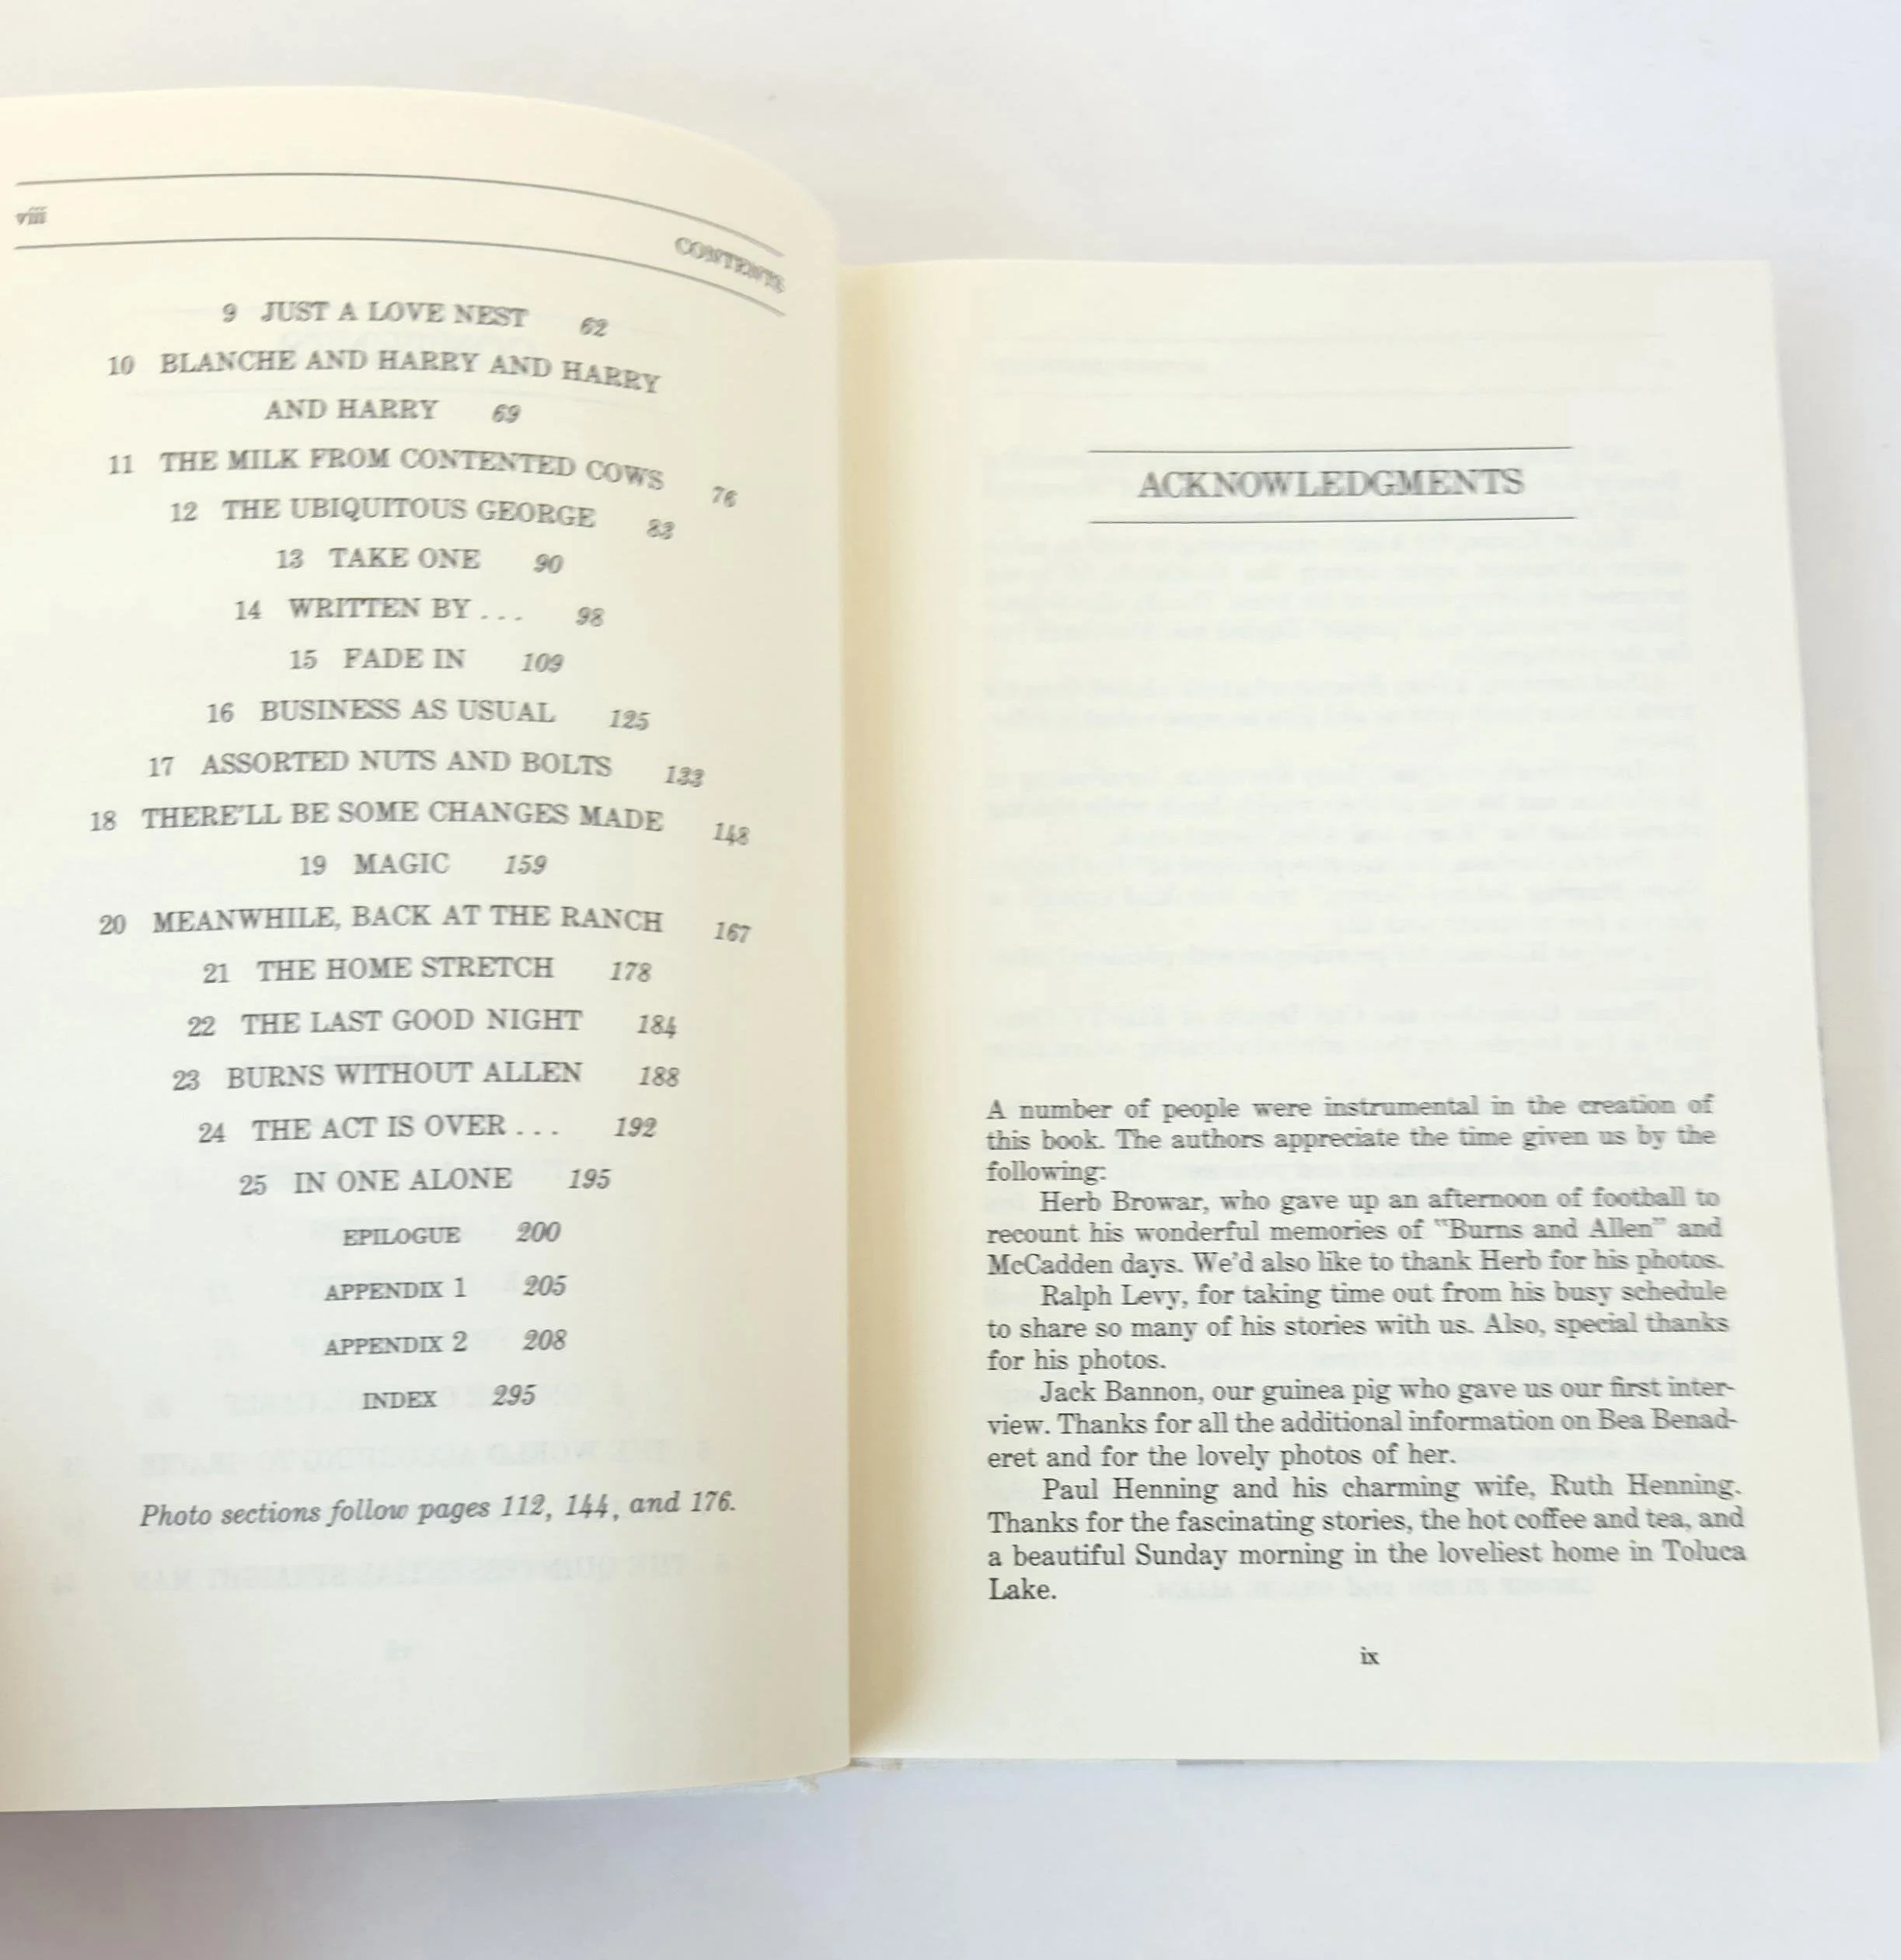 viii
CONTENTS
9 JUST A LOVE NEST 62
10 BLANCHE AND HARRY AND HARRY
AND HARRY 69
11 THE MILK FROM CONTENTED COWS 76
12 THE UBIQUITOUS GEORGE 83
13 TAKE ONE 90
14 WRITTEN BY . . . 98
15 FADE IN 109
16 BUSINESS AS USUAL 125
17 ASSORTED NUTS AND BOLTS 133
18 THERE'LL BE SOME CHANGES MADE 148
19 MAGIC 159
20 MEANWHILE, BACK AT THE RANCH 167
21 THE HOME STRETCH 178
22 THE LAST GOOD NIGHT 184
23 BURNS WITHOUT ALLEN 188
24 THE ACT IS OVER . . . 192
25 IN ONE ALONE 195
EPILOGUE 200
APPENDIX 1 205
APPENDIX 2 208
INDEX 295
Photo sections follow pages 112, 144, and 176.
ACKNOWLEDGMENTS
A number of people were instrumental in the creation of
this book. The authors appreciate the time given us by the
following:
Herb Browar, who gave up an afternoon of football to
recount his wonderful memories of "Burns and Allen" and
McCadden days. We'd also like to thank Herb for his photos.
Ralph Levy, for taking time out from his busy schedule
to share so many of his stories with us. Also, special thanks
for his photos.
Jack Bannon, our guinea pig who gave us our first inter-
view. Thanks for all the additional information on Bea Benad-
eret and for the lovely photos of her.
Paul Henning and his charming wife, Ruth Henning.
Thanks for the fascinating stories, the hot coffee and tea, and
a beautiful Sunday morning in the loveliest home in Toluca
Lake.
ix